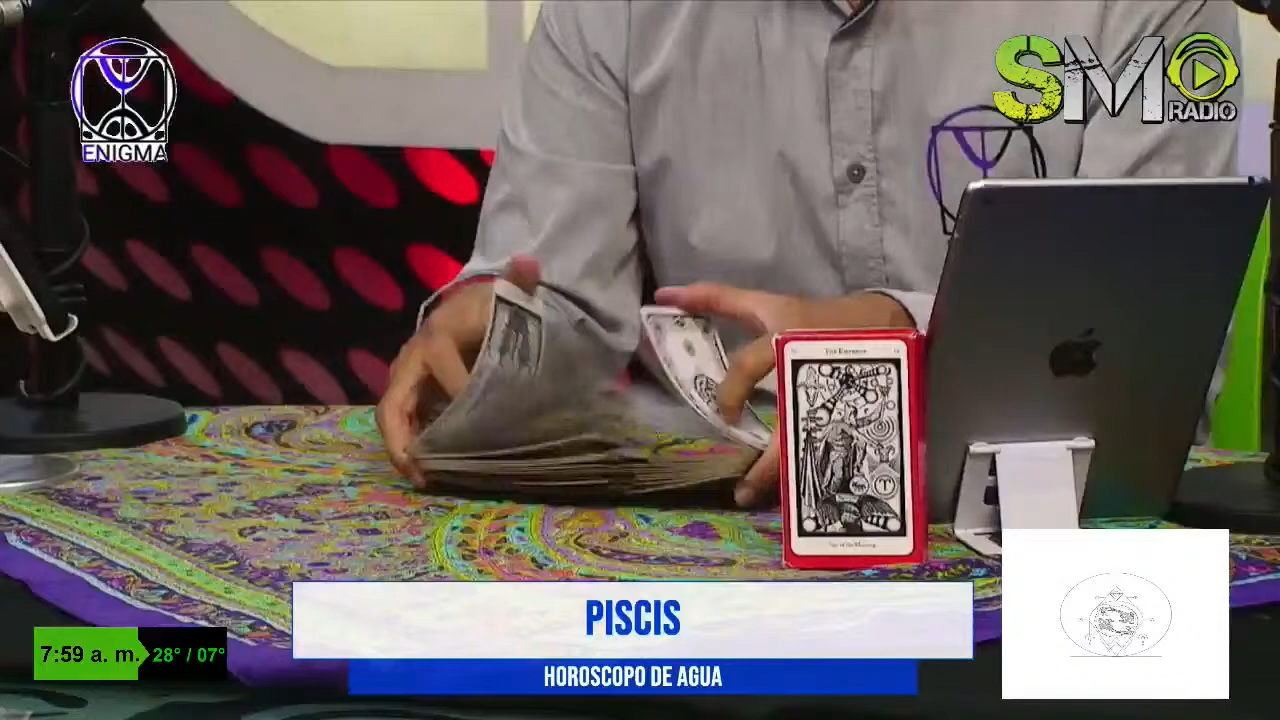 ENIGMA
SM
RADIO
The Emperor
PISCIS
HOROSCOPO DE AGUA
7:59 a. m.
28° / 07°